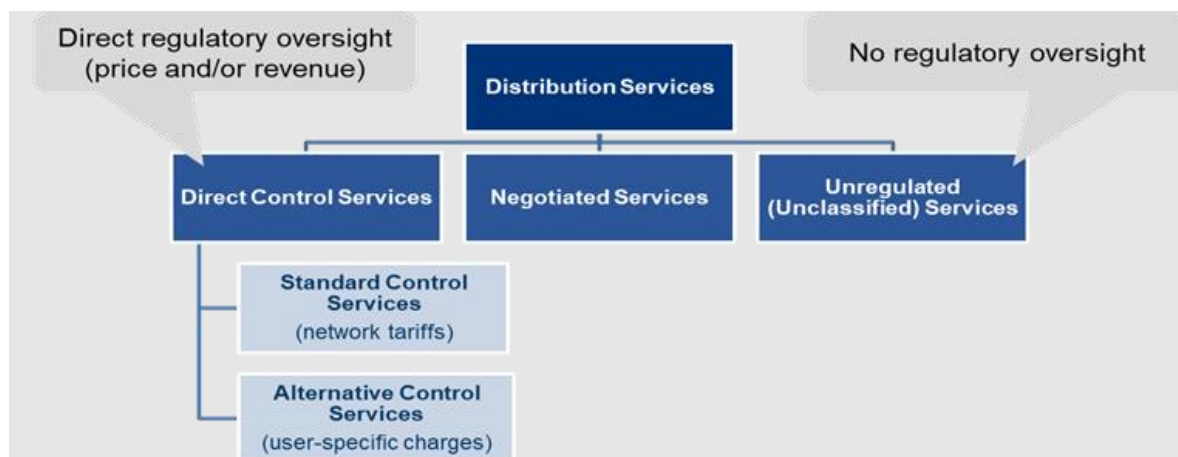 Direct regulatory oversight
(price and/or revenue)
No regulatory oversight
Distribution Services
Direct Control Services
Negotiated Services
Unregulated
(Unclassified) Services
Standard Control
Services
(network tariffs)
Alternative Control
Services
(user-specific charges)